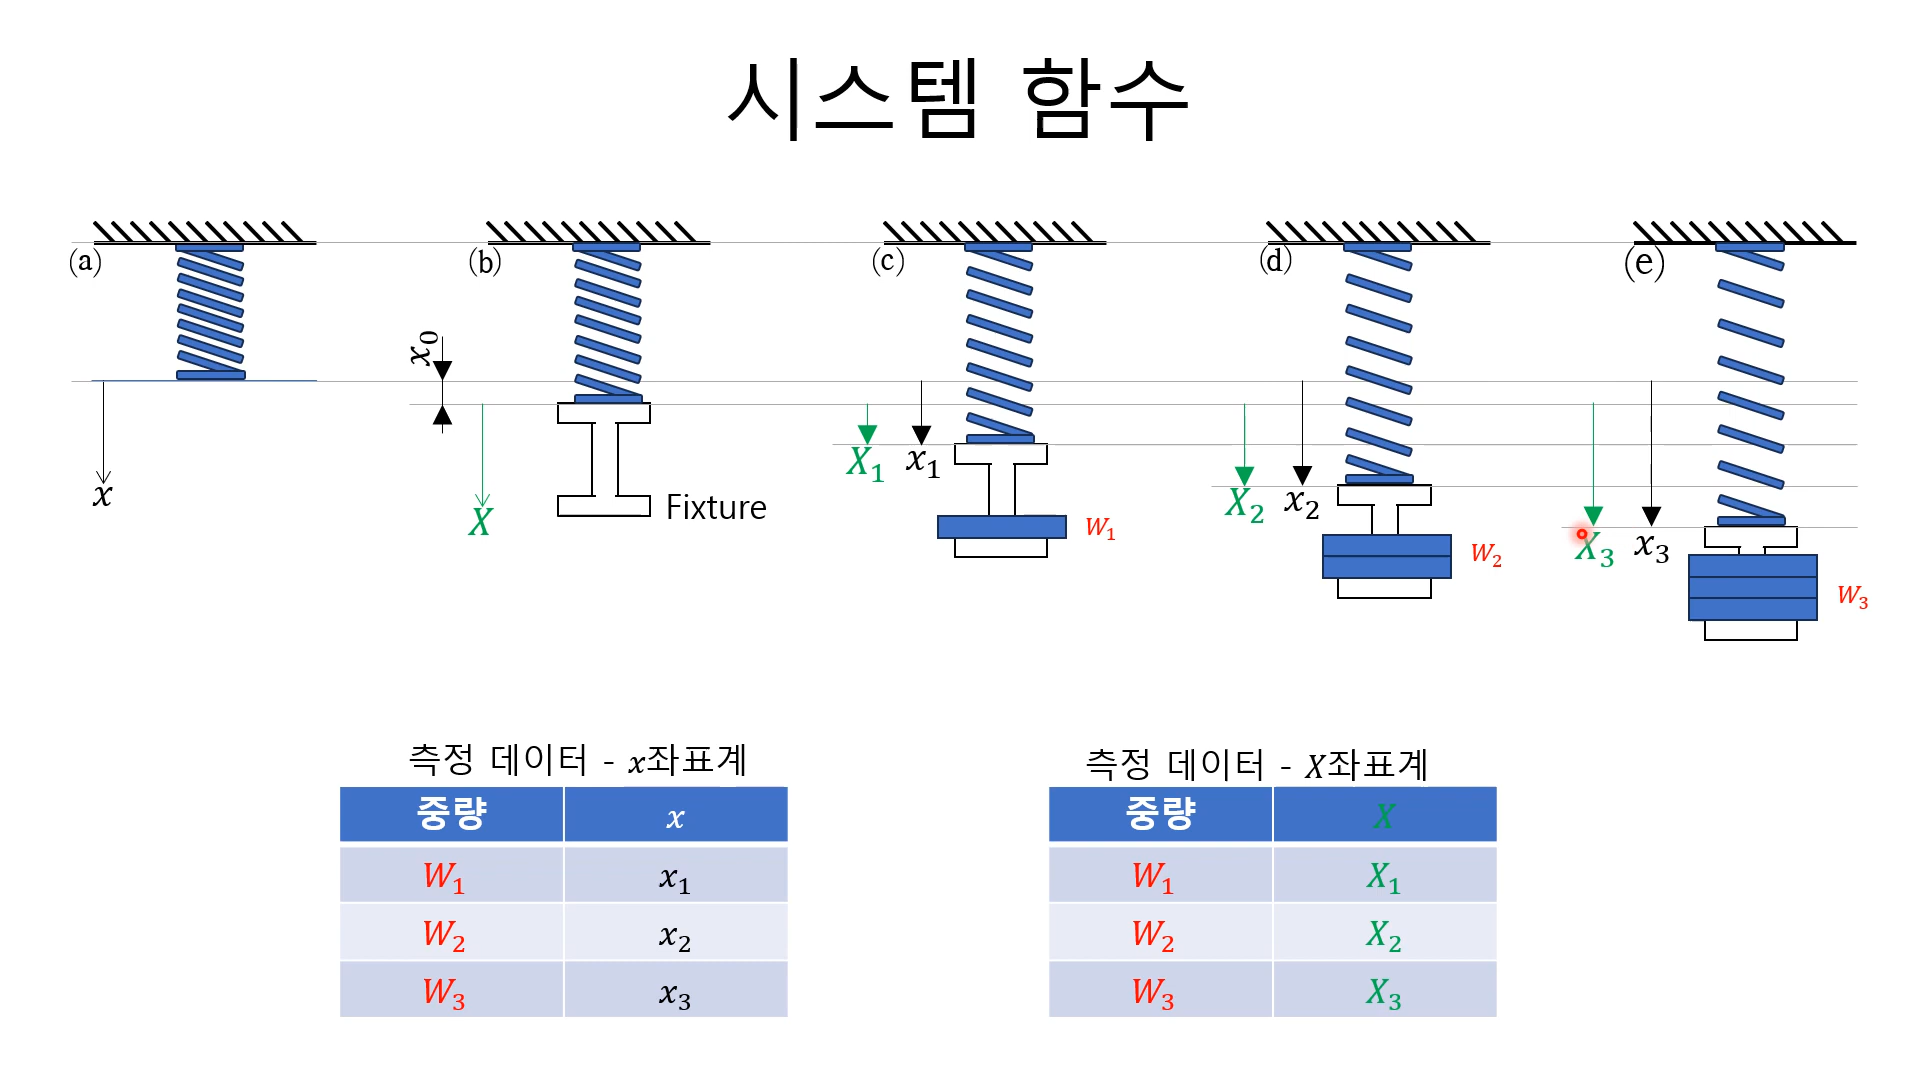 시스템 함수
(a)
(b)
(c)
(d)
(e)
x₀
x
X
Fixture
X₁
x₁
W₁
X₂
x₂
W₂
X₃
x₃
W₃
측정 데이터 - x좌표계
중량 x
W₁ x₁
W₂ x₂
W₃ x₃
측정 데이터 - X좌표계
중량 X
W₁ X₁
W₂ X₂
W₃ X₃